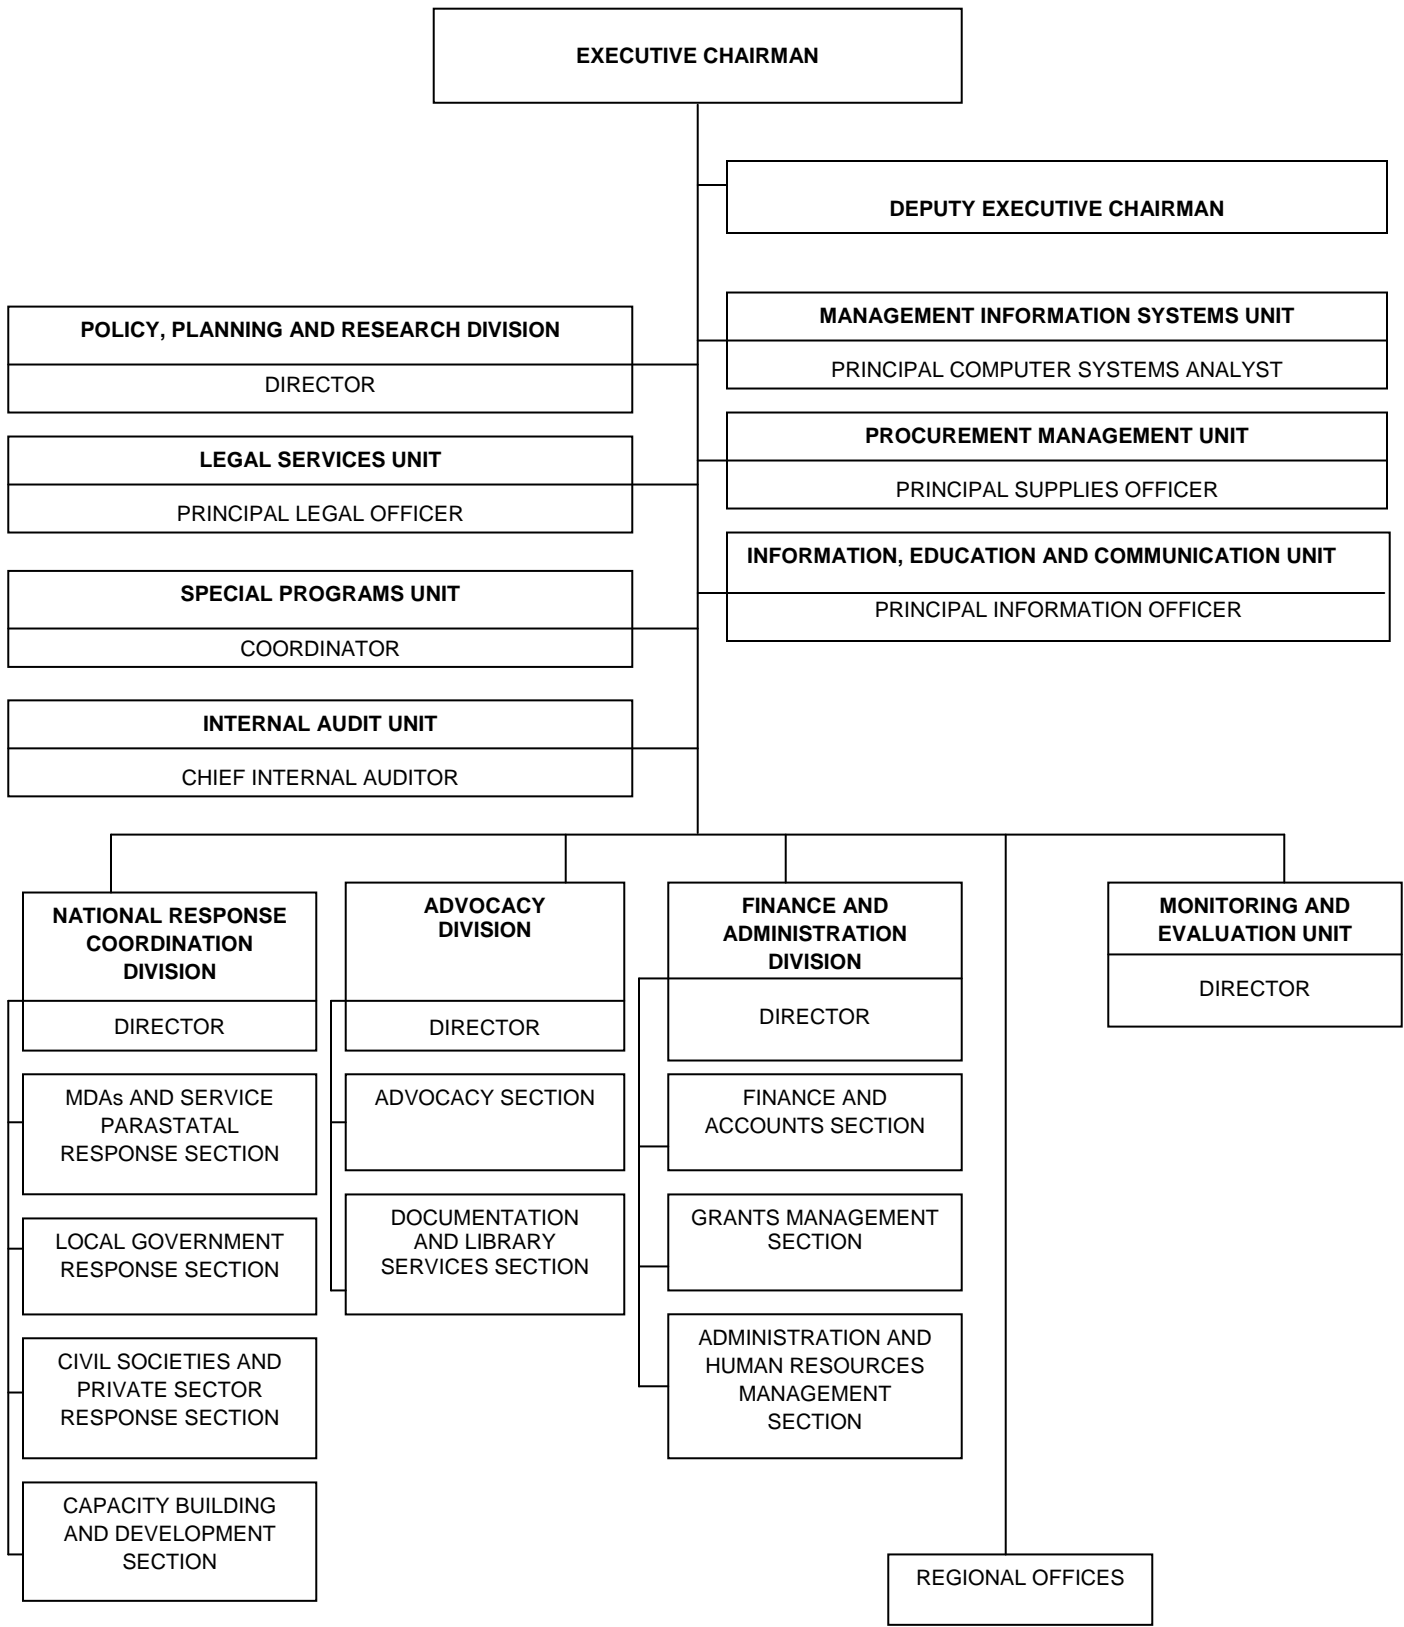 EXECUTIVE CHAIRMAN
DEPUTY EXECUTIVE CHAIRMAN
POLICY, PLANNING AND RESEARCH DIVISION
DIRECTOR
MANAGEMENT INFORMATION SYSTEMS UNIT
PRINCIPAL COMPUTER SYSTEMS ANALYST
LEGAL SERVICES UNIT
PRINCIPAL LEGAL OFFICER
PROCUREMENT MANAGEMENT UNIT
PRINCIPAL SUPPLIES OFFICER
SPECIAL PROGRAMS UNIT
COORDINATOR
INFORMATION, EDUCATION AND COMMUNICATION UNIT
PRINCIPAL INFORMATION OFFICER
INTERNAL AUDIT UNIT
CHIEF INTERNAL AUDITOR
NATIONAL RESPONSE
COORDINATION
DIVISION
DIRECTOR
MDAs AND SERVICE
PARASTATAL
RESPONSE SECTION
LOCAL GOVERNMENT
RESPONSE SECTION
CIVIL SOCIETIES AND
PRIVATE SECTOR
RESPONSE SECTION
CAPACITY BUILDING
AND DEVELOPMENT
SECTION
ADVOCACY
DIVISION
DIRECTOR
ADVOCACY SECTION
DOCUMENTATION
AND LIBRARY
SERVICES SECTION
FINANCE AND
ADMINISTRATION
DIVISION
DIRECTOR
FINANCE AND
ACCOUNTS SECTION
GRANTS MANAGEMENT
SECTION
ADMINISTRATION AND
HUMAN RESOURCES
MANAGEMENT
SECTION
REGIONAL OFFICES
MONITORING AND
EVALUATION UNIT
DIRECTOR